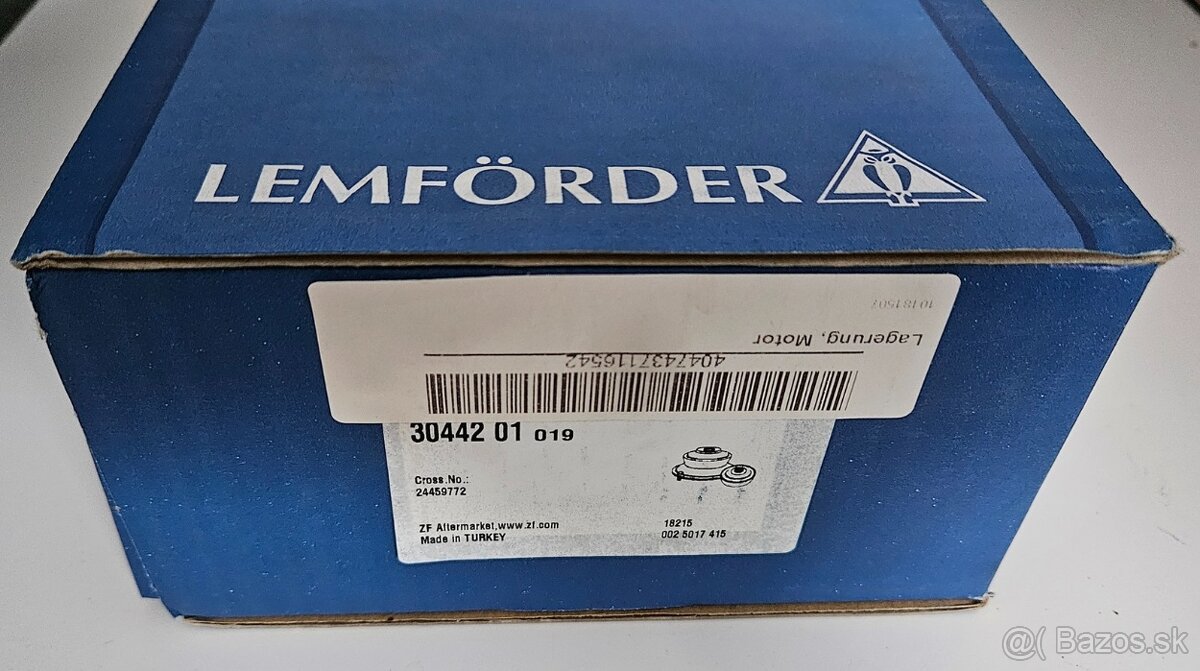 LEMFÖRDER
10181507
Lagerung, Motor
4047437116542
30442 01 019
Cross.No.:
24459772
ZF Aftermarket,www.zf.com
Made in TURKEY
18215
002 5017 415
@( Bazos.sk